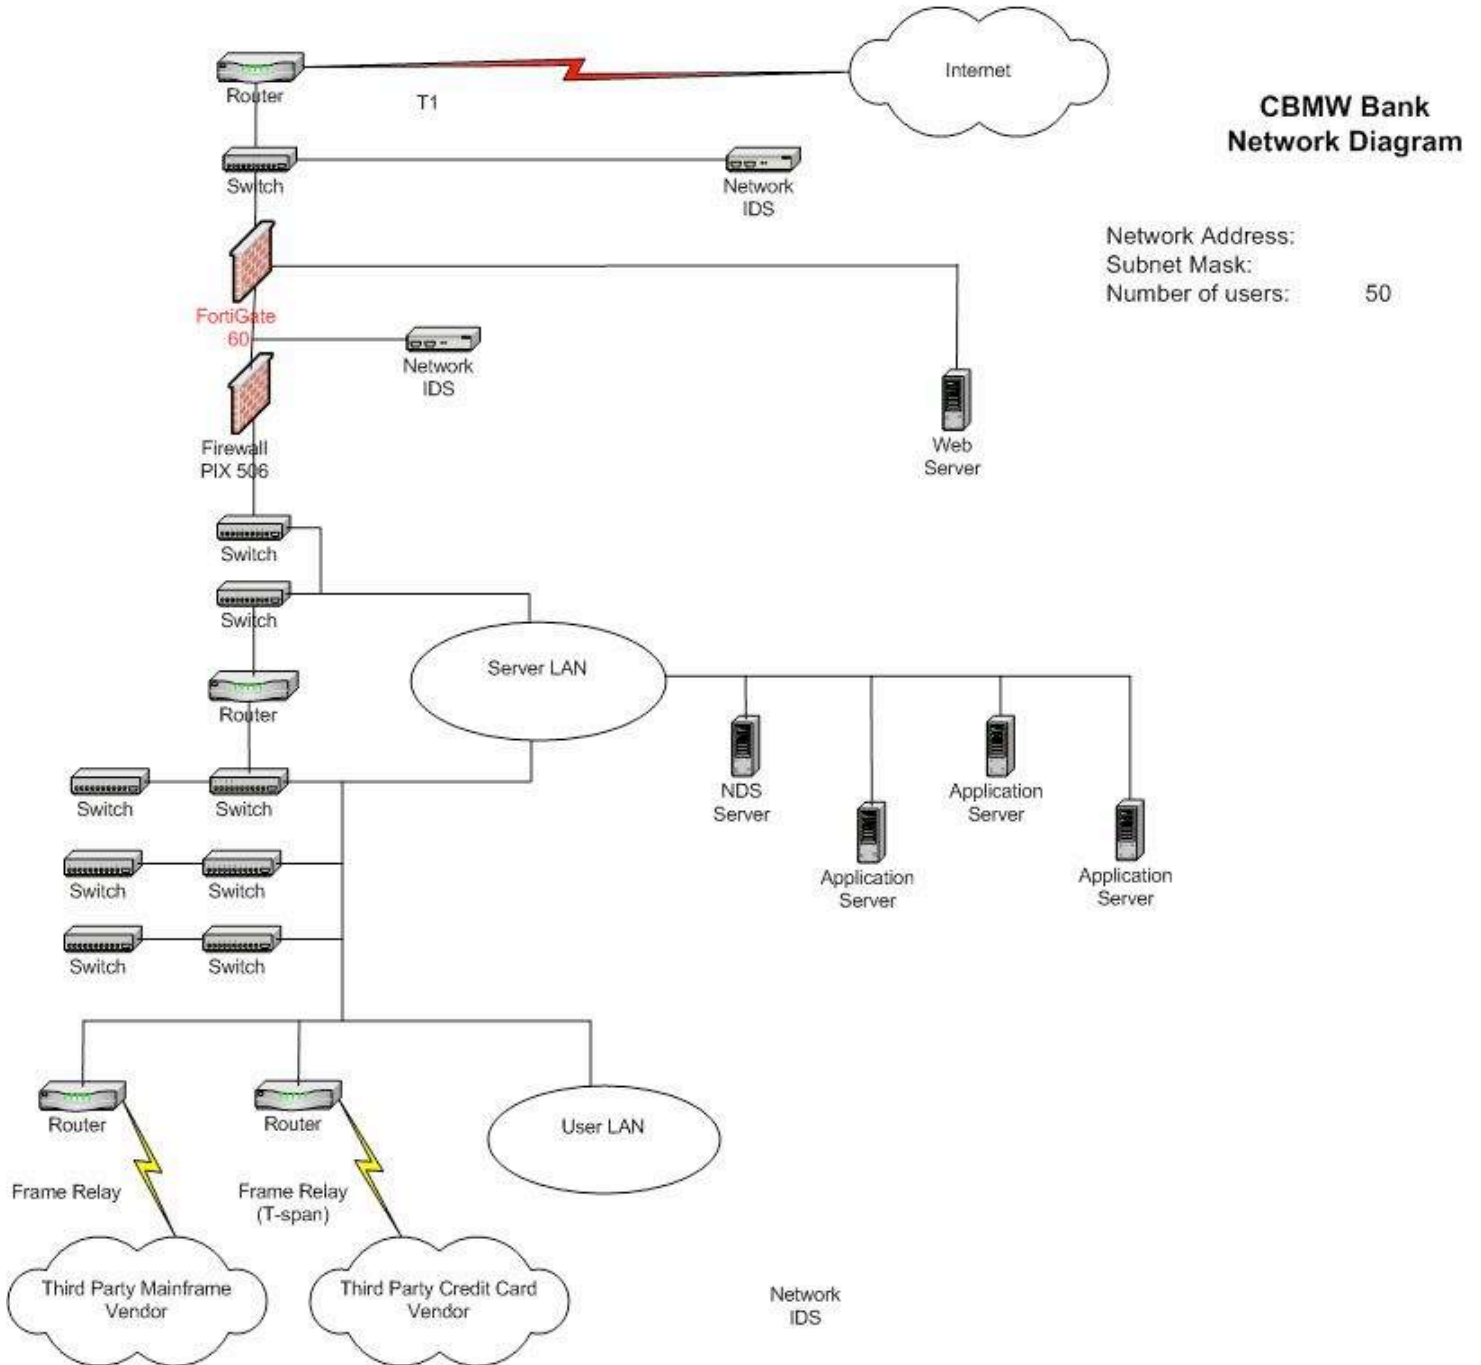 Internet
Router
T1
CBMW Bank
Network Diagram
Switch
Network
IDS
Network Address:
Subnet Mask:
Number of users: 50
FortiGate
60
Network
IDS
Firewall
PIX 506
Web
Server
Switch
Switch
Server LAN
Router
NDS
Server
Application
Server
Switch
Switch
Application
Server
Application
Server
Switch
Switch
Switch
Switch
Router
Router
User LAN
Frame Relay
Frame Relay
(T-span)
Third Party Mainframe
Vendor
Third Party Credit Card
Vendor
Network
IDS